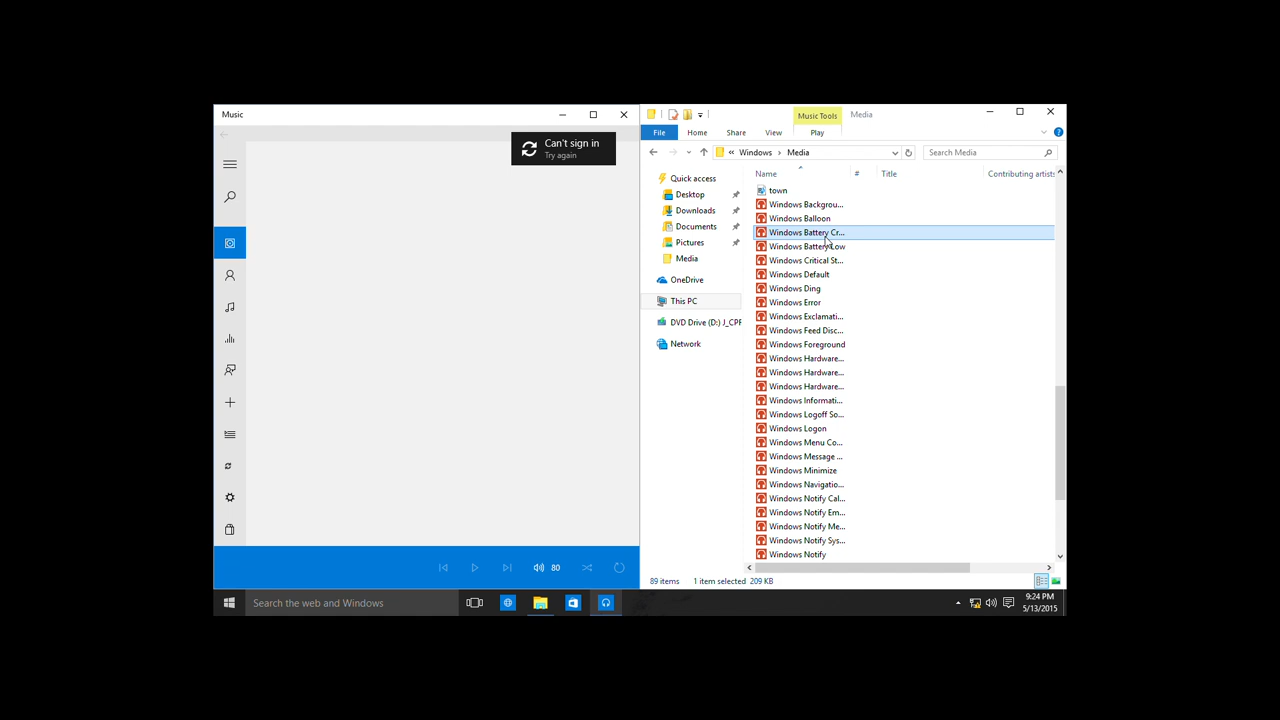 Music
Can't sign in
Try again
80
Music Tools
Media
File
Home
Share
View
Play
« Windows › Media
Search Media
Quick access
Desktop
Downloads
Documents
Pictures
Media
OneDrive
This PC
DVD Drive (D:) J_CPR
Network
Name
#
Title
Contributing artists
town
Windows Backgrou...
Windows Balloon
Windows Battery Cr...
Windows Battery Low
Windows Critical St...
Windows Default
Windows Ding
Windows Error
Windows Exclamati...
Windows Feed Disc...
Windows Foreground
Windows Hardware...
Windows Hardware...
Windows Hardware...
Windows Informati...
Windows Logoff So...
Windows Logon
Windows Menu Co...
Windows Message ...
Windows Minimize
Windows Navigatio...
Windows Notify Cal...
Windows Notify Em...
Windows Notify Me...
Windows Notify Sys...
Windows Notify
89 items 1 item selected 209 KB
Search the web and Windows
9:24 PM
5/13/2015